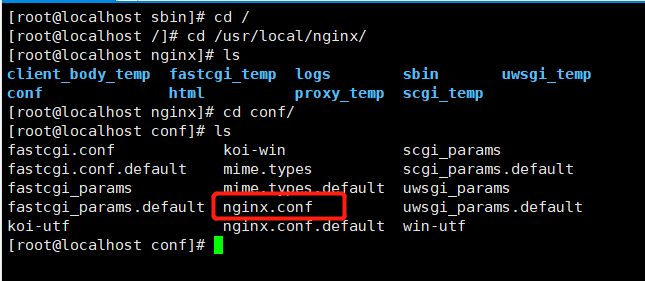 [root@localhost sbin]# cd /
[root@localhost /]# cd /usr/local/nginx/
[root@localhost nginx]# ls
client_body_temp  fastcgi_temp  logs        sbin       uwsgi_temp
conf              html          proxy_temp  scgi_temp
[root@localhost nginx]# cd conf/
[root@localhost conf]# ls
fastcgi.conf            koi-win             scgi_params
fastcgi.conf.default    mime.types          scgi_params.default
fastcgi_params          mime.types.default  uwsgi_params
fastcgi_params.default  nginx.conf          uwsgi_params.default
koi-utf                 nginx.conf.default  win-utf
[root@localhost conf]#